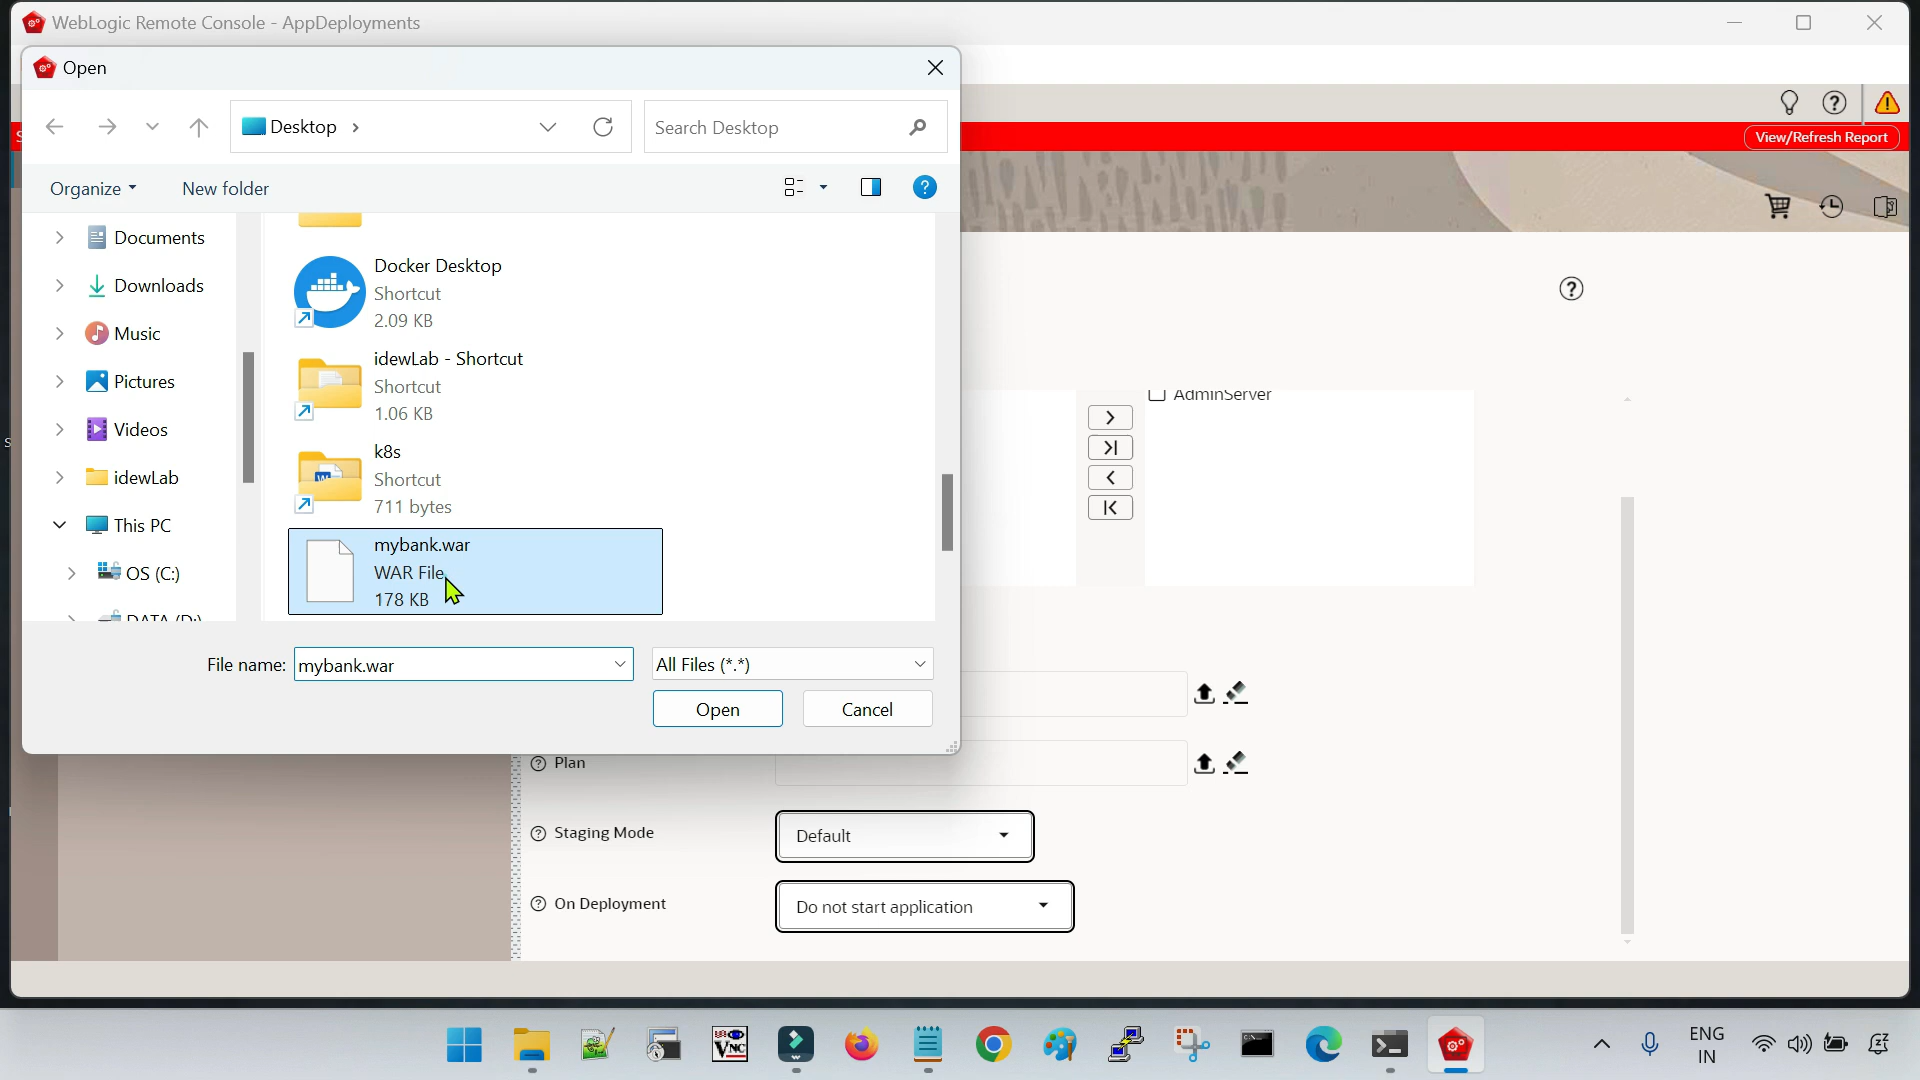 WebLogic Remote Console - AppDeployments
Open
Desktop
Search Desktop
View/Refresh Report
Organize
New folder
Documents
Downloads
Music
Pictures
Videos
idewLab
This PC
OS (C:)
DATA (D:)
Docker Desktop
Shortcut
2.09 KB
idewLab - Shortcut
Shortcut
1.06 KB
k8s
Shortcut
711 bytes
mybank.war
WAR File
178 KB
AdminServer
File name: mybank.war
All Files (*.*)
Open
Cancel
Plan
Staging Mode
Default
On Deployment
Do not start application
ENG
IN